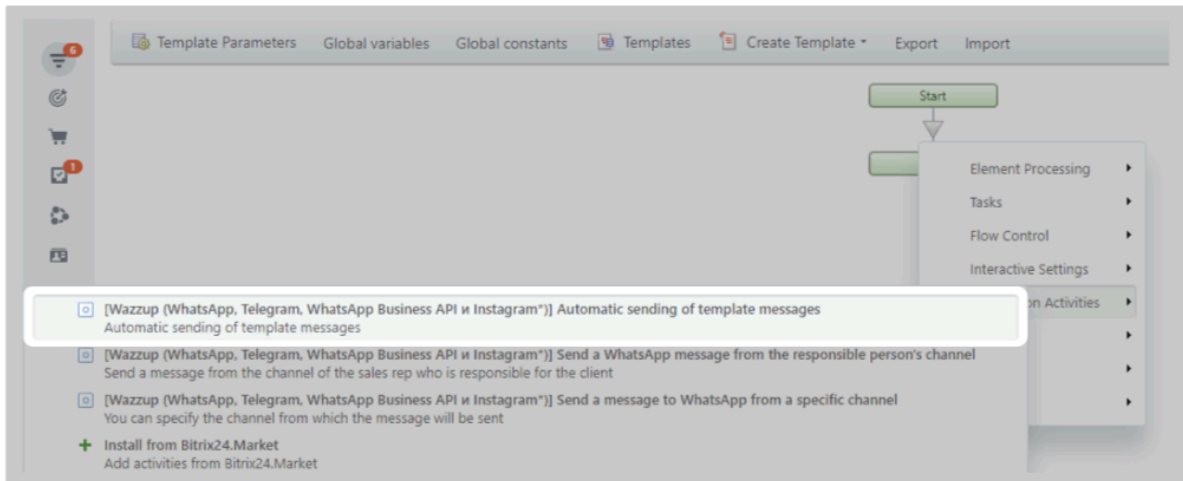 6
Template Parameters Global variables Global constants Templates Create Template Export Import
Start
1
Element Processing
Tasks
Flow Control
Interactive Settings
on Activities
[Wazzup (WhatsApp, Telegram, WhatsApp Business API и Instagram*)] Automatic sending of template messages
Automatic sending of template messages
[Wazzup (WhatsApp, Telegram, WhatsApp Business API и Instagram*)] Send a WhatsApp message from the responsible person's channel
Send a message from the channel of the sales rep who is responsible for the client
[Wazzup (WhatsApp, Telegram, WhatsApp Business API и Instagram*)] Send a message to WhatsApp from a specific channel
You can specify the channel from which the message will be sent
Install from Bitrix24.Market
Add activities from Bitrix24.Market